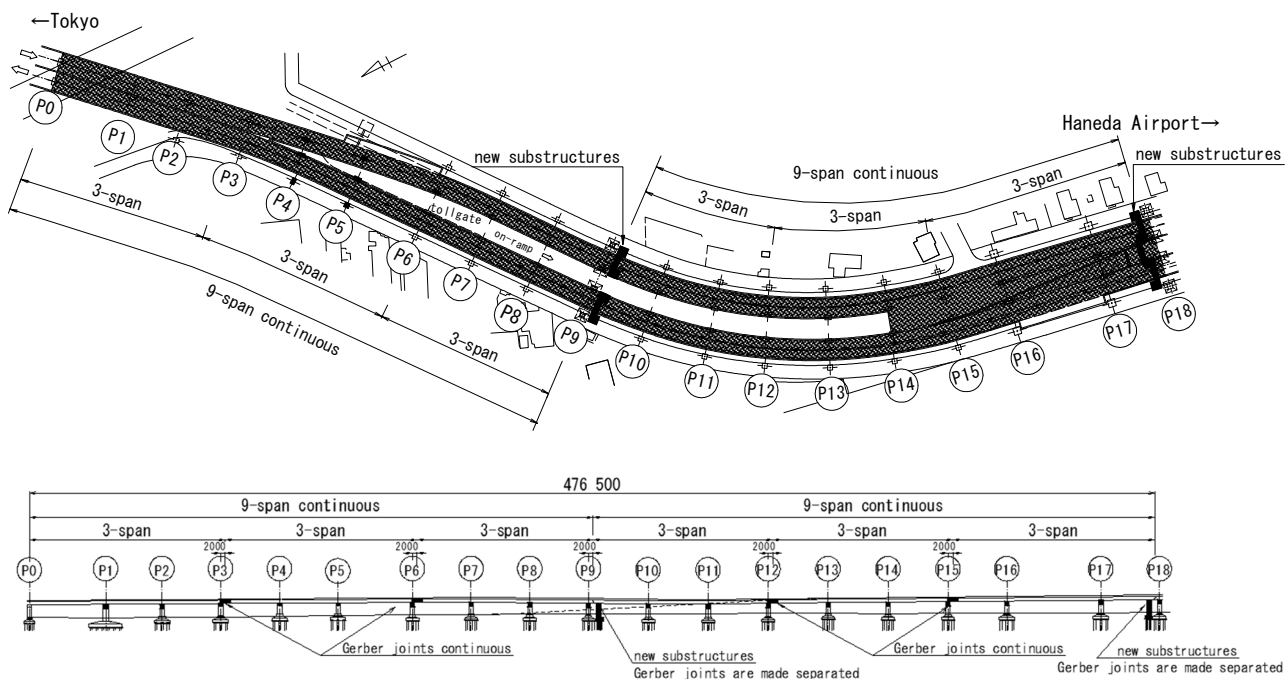 ←Tokyo
P0
P1
P2
P3
P4
P5
P6
P7
P8
P9
P10
P11
P12
P13
P14
P15
P16
P17
P18
new substructures
Haneda Airport→
new substructures
9-span continuous
3-span
3-span
3-span
tollgate
on-ramp
3-span
3-span
3-span
9-span continuous
476 500
9-span continuous
9-span continuous
3-span
3-span
3-span
3-span
3-span
3-span
2000
2000
2000
2000
2000
P0
P1
P2
P3
P4
P5
P6
P7
P8
P9
P10
P11
P12
P13
P14
P15
P16
P17
P18
Gerber joints continuous
new substructures
Gerber joints are made separated
Gerber joints continuous
new substructures
Gerber joints are made separated